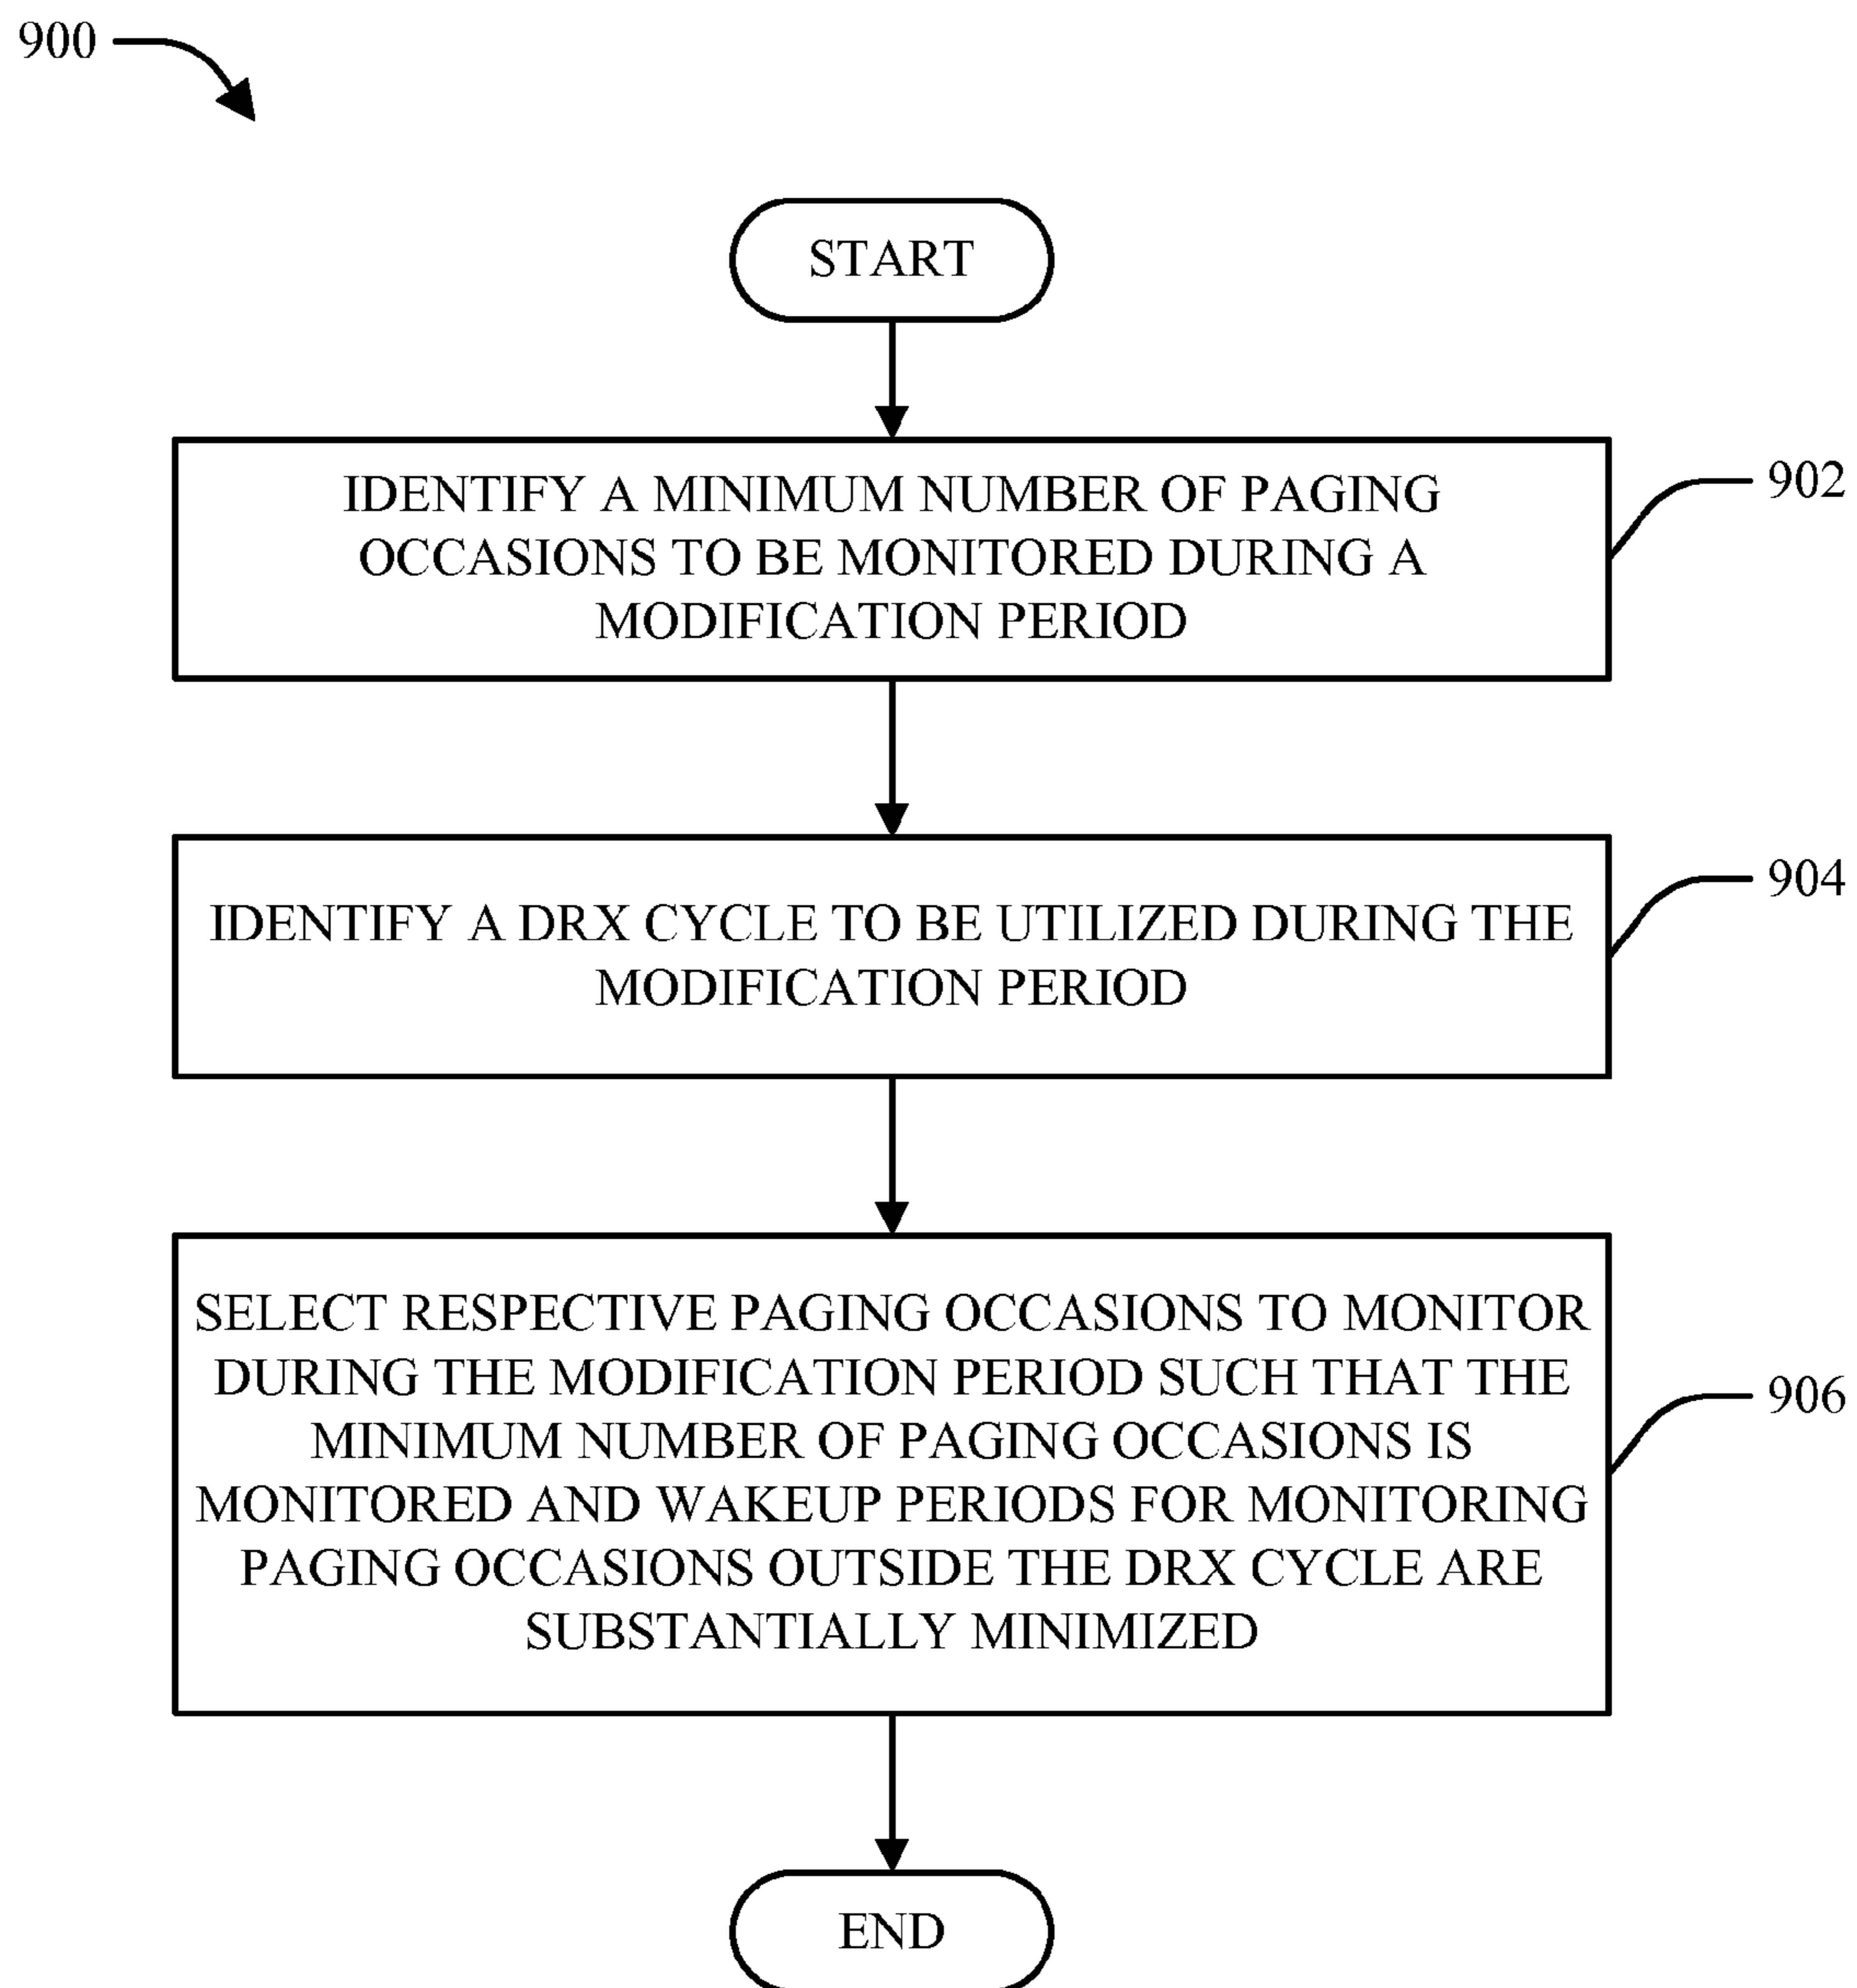 900
START
IDENTIFY A MINIMUM NUMBER OF PAGING
OCCASIONS TO BE MONITORED DURING A
MODIFICATION PERIOD
902
IDENTIFY A DRX CYCLE TO BE UTILIZED DURING THE
MODIFICATION PERIOD
904
SELECT RESPECTIVE PAGING OCCASIONS TO MONITOR
DURING THE MODIFICATION PERIOD SUCH THAT THE
MINIMUM NUMBER OF PAGING OCCASIONS IS
MONITORED AND WAKEUP PERIODS FOR MONITORING
PAGING OCCASIONS OUTSIDE THE DRX CYCLE ARE
SUBSTANTIALLY MINIMIZED
906
END